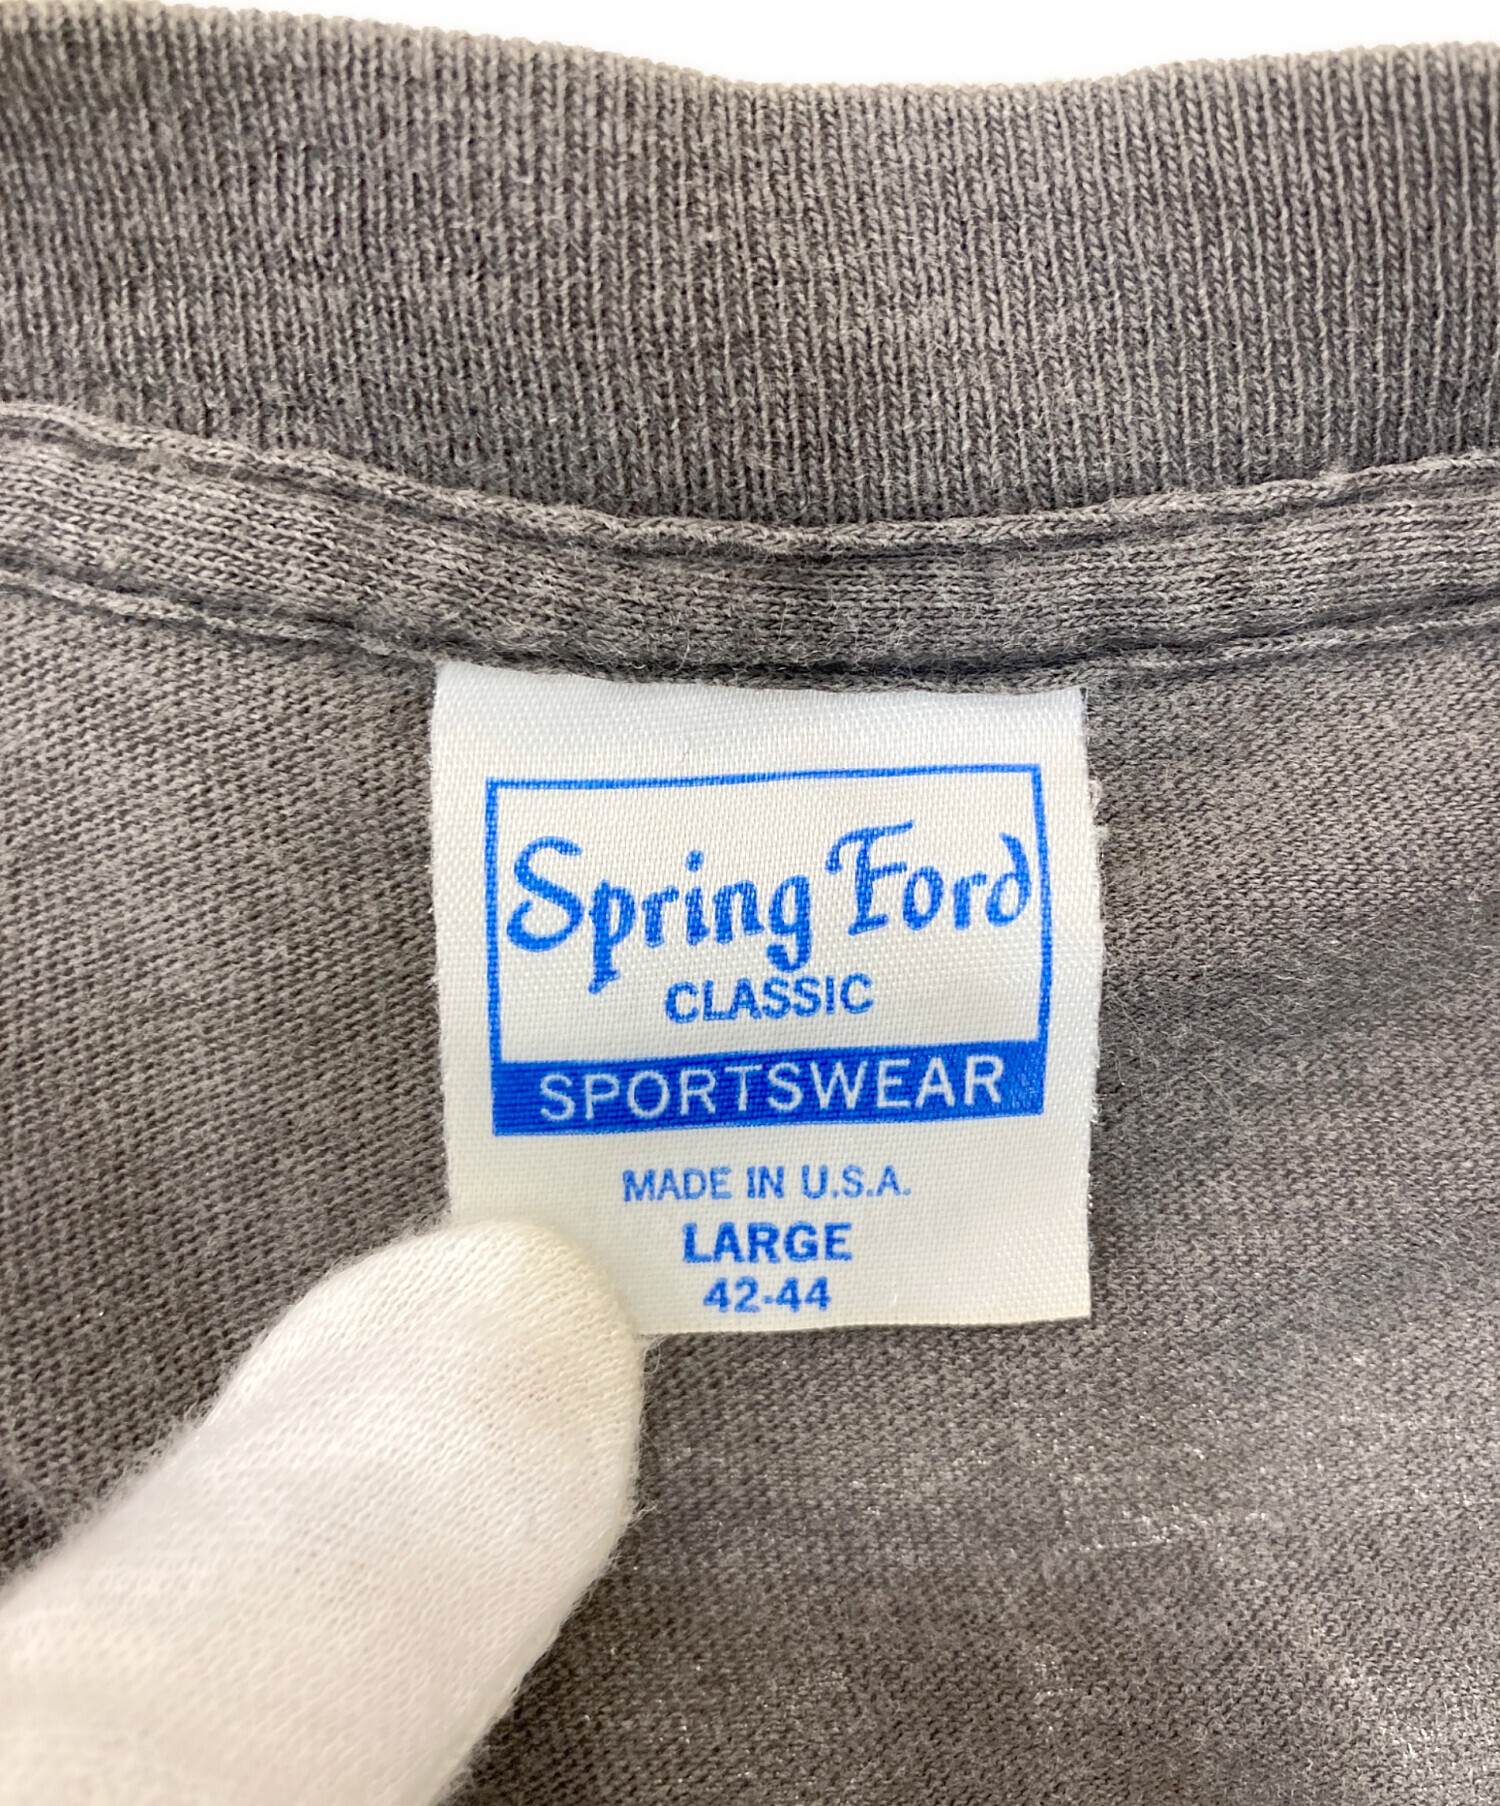 Spring Ford
CLASSIC
SPORTSWEAR
MADE IN U.S.A.
LARGE
42-44